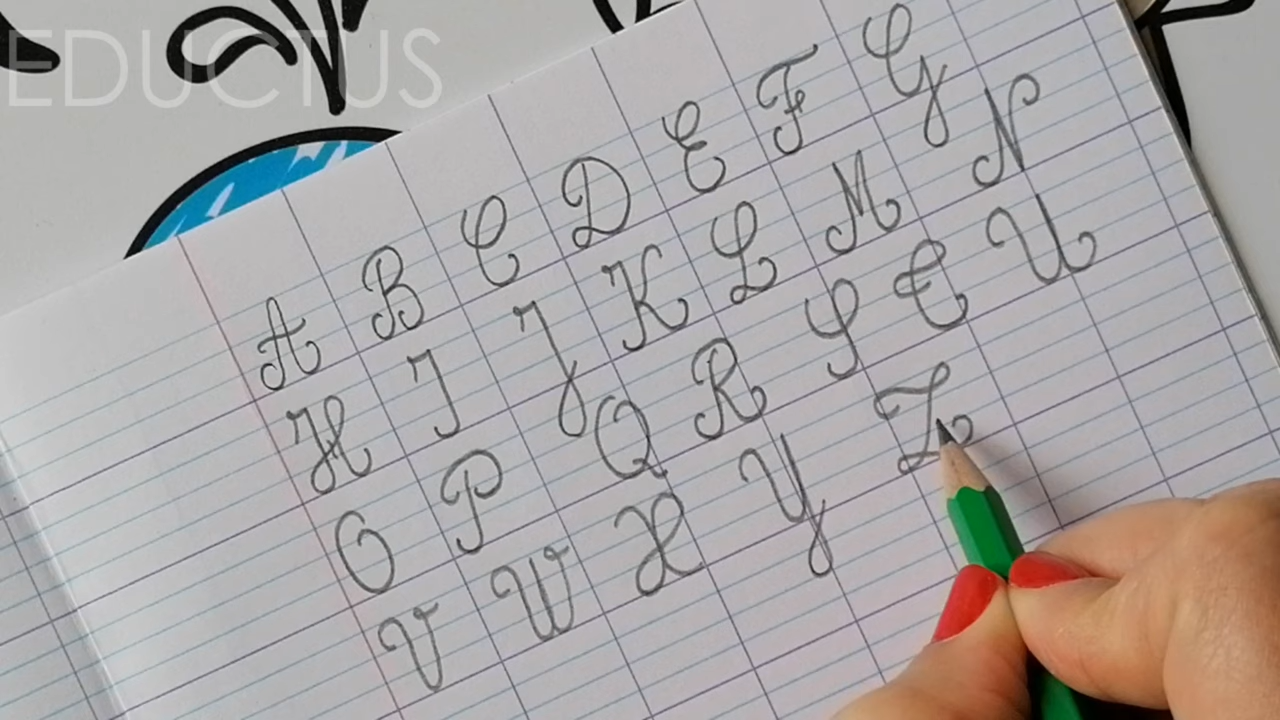 EDUCTUS
A B C D E F G
H I J K L M N
O P Q R S T U
V W X Y Z